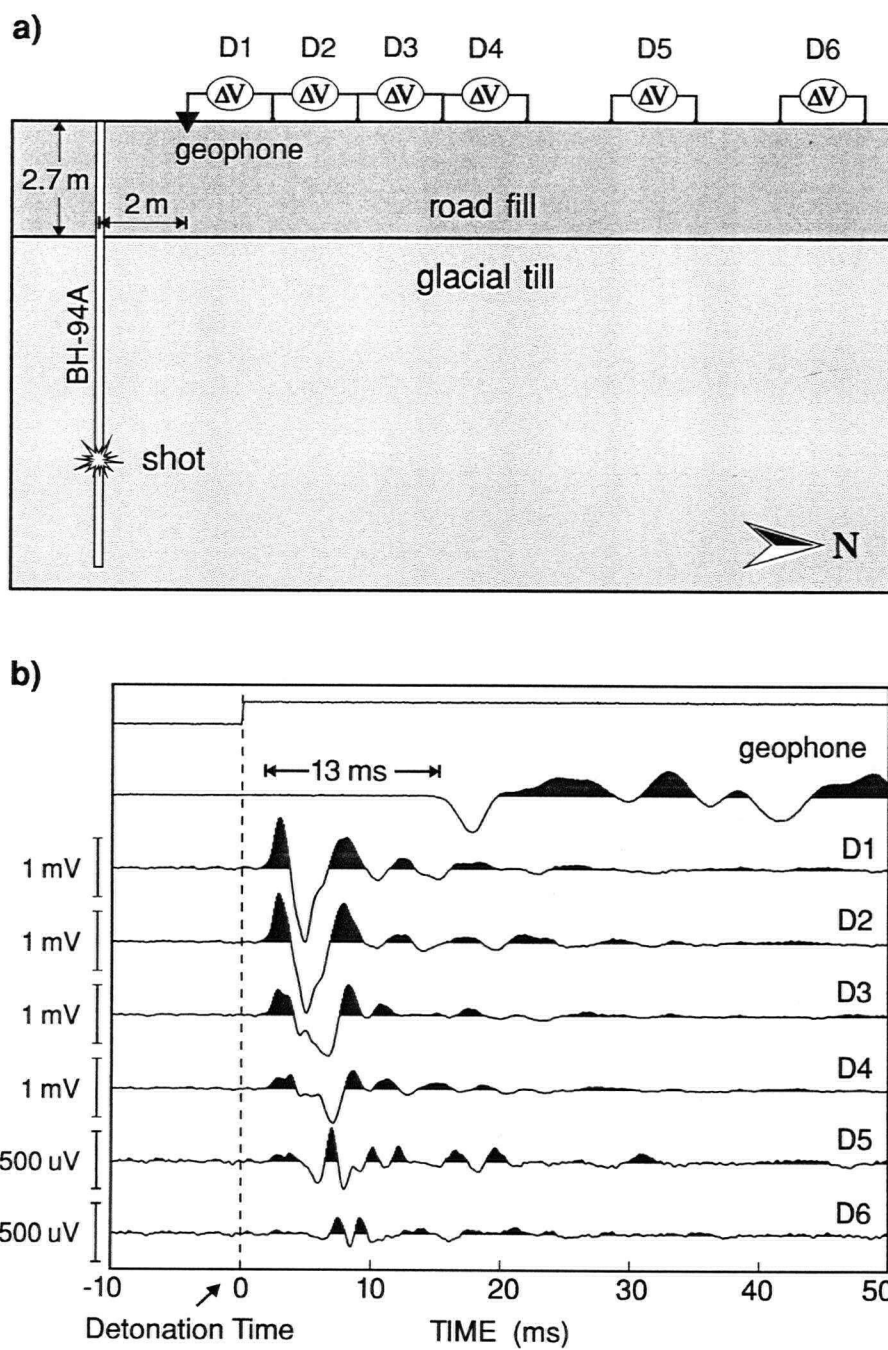 a)
D1 D2 D3 D4 D5 D6
ΔV ΔV ΔV ΔV ΔV ΔV
geophone
2.7 m
2 m
road fill
glacial till
BH-94A
shot
N
b)
geophone
13 ms
1 mV D1
1 mV D2
1 mV D3
1 mV D4
500 uV D5
500 uV D6
-10 0 10 20 30 40 50
Detonation Time TIME (ms)